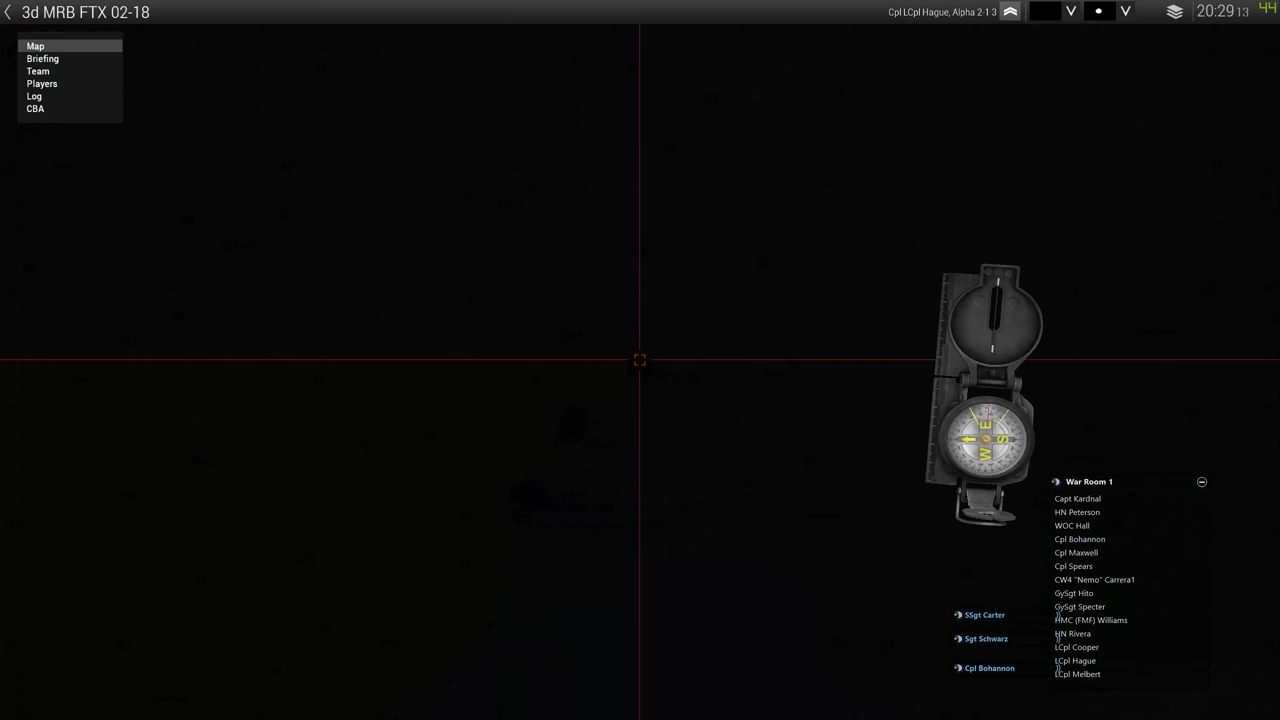 3d MRB FTX 02-18
Cpl LCpl Hague, Alpha 2-1 3
20:29 13
44
Map
Briefing
Team
Players
Log
CBA
E
S
W
War Room 1
Capt Kardnal
HN Peterson
WOC Hall
Cpl Bohannon
Cpl Maxwell
Cpl Spears
CW4 "Nemo" Carrera1
GySgt Hito
GySgt Specter
SSgt Carter
HMC (FMF) Williams
HN Rivera
Sgt Schwarz
LCpl Cooper
LCpl Hague
Cpl Bohannon
LCpl Melbert